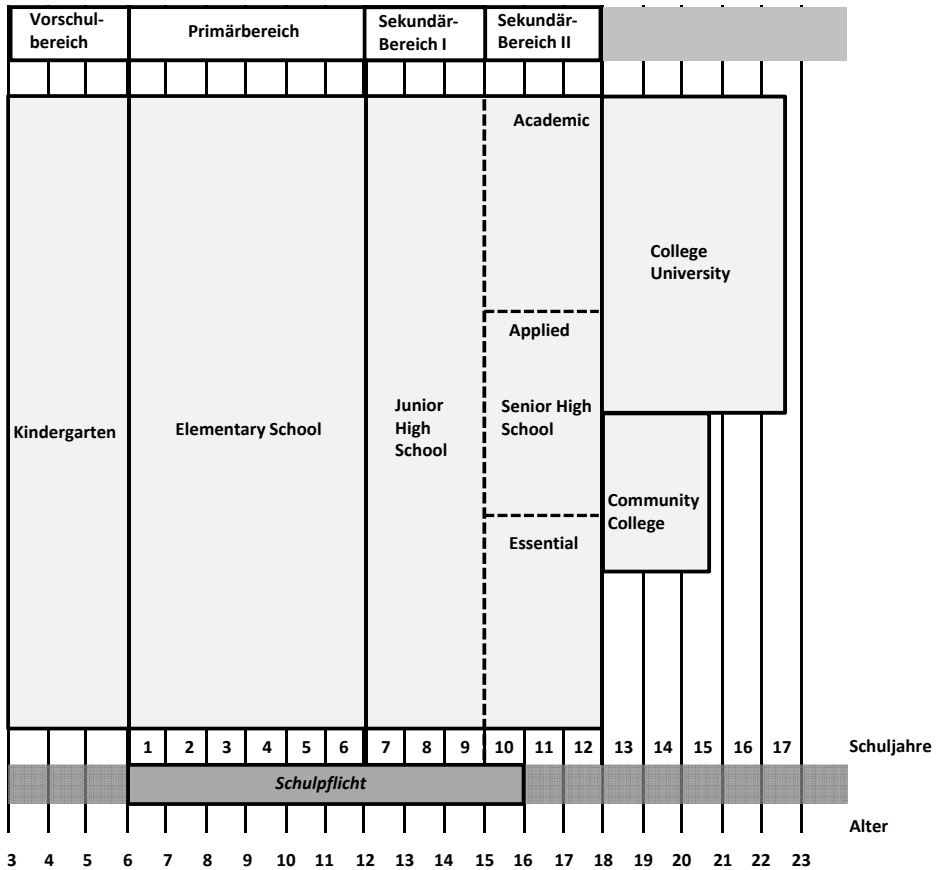 Vorschul-
bereich
Primärbereich
Sekundär-
Bereich I
Sekundär-
Bereich II
Academic
College
University
Applied
Kindergarten
Elementary School
Junior
High
School
Senior High
School
Community
College
Essential
1 2 3 4 5 6 7 8 9 10 11 12 13 14 15 16 17 Schuljahre
Schulpflicht
Alter
3 4 5 6 7 8 9 10 11 12 13 14 15 16 17 18 19 20 21 22 23